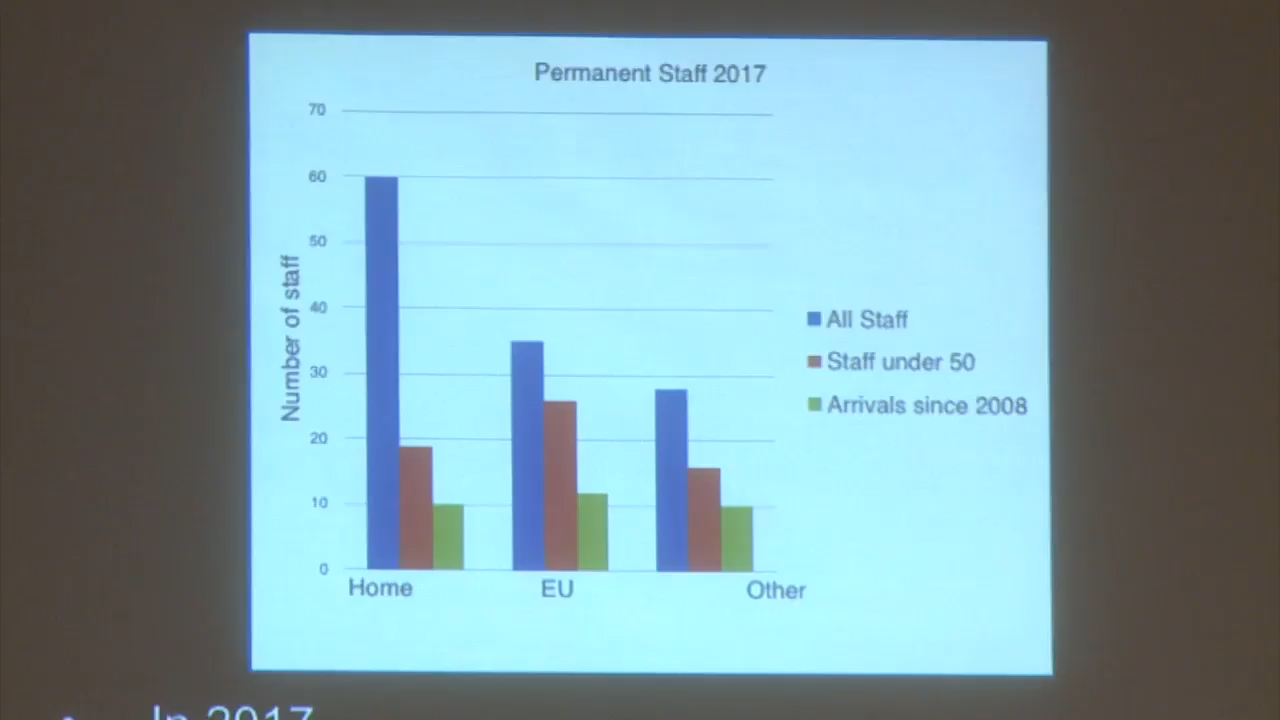 Permanent Staff 2017
70
60
50
40
30
20
10
0
Number of staff
Home EU Other
All Staff
Staff under 50
Arrivals since 2008
In 2017